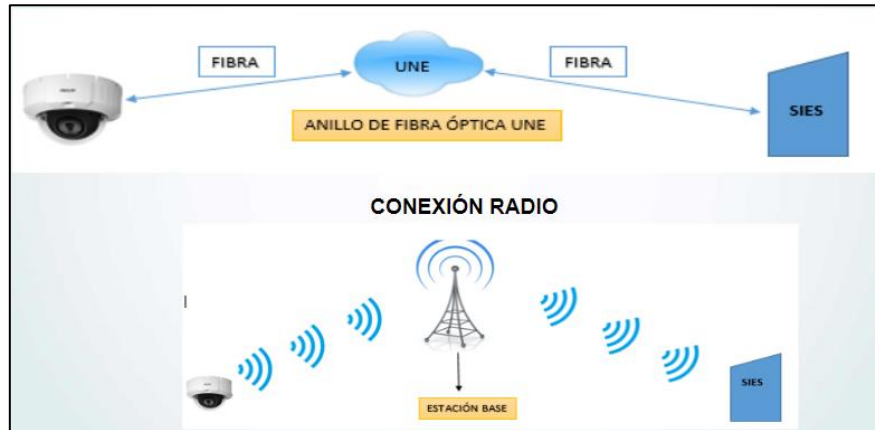 FIBRA
UNE
FIBRA
SIES
ANILLO DE FIBRA ÓPTICA UNE
CONEXIÓN RADIO
SIES
ESTACIÓN BASE